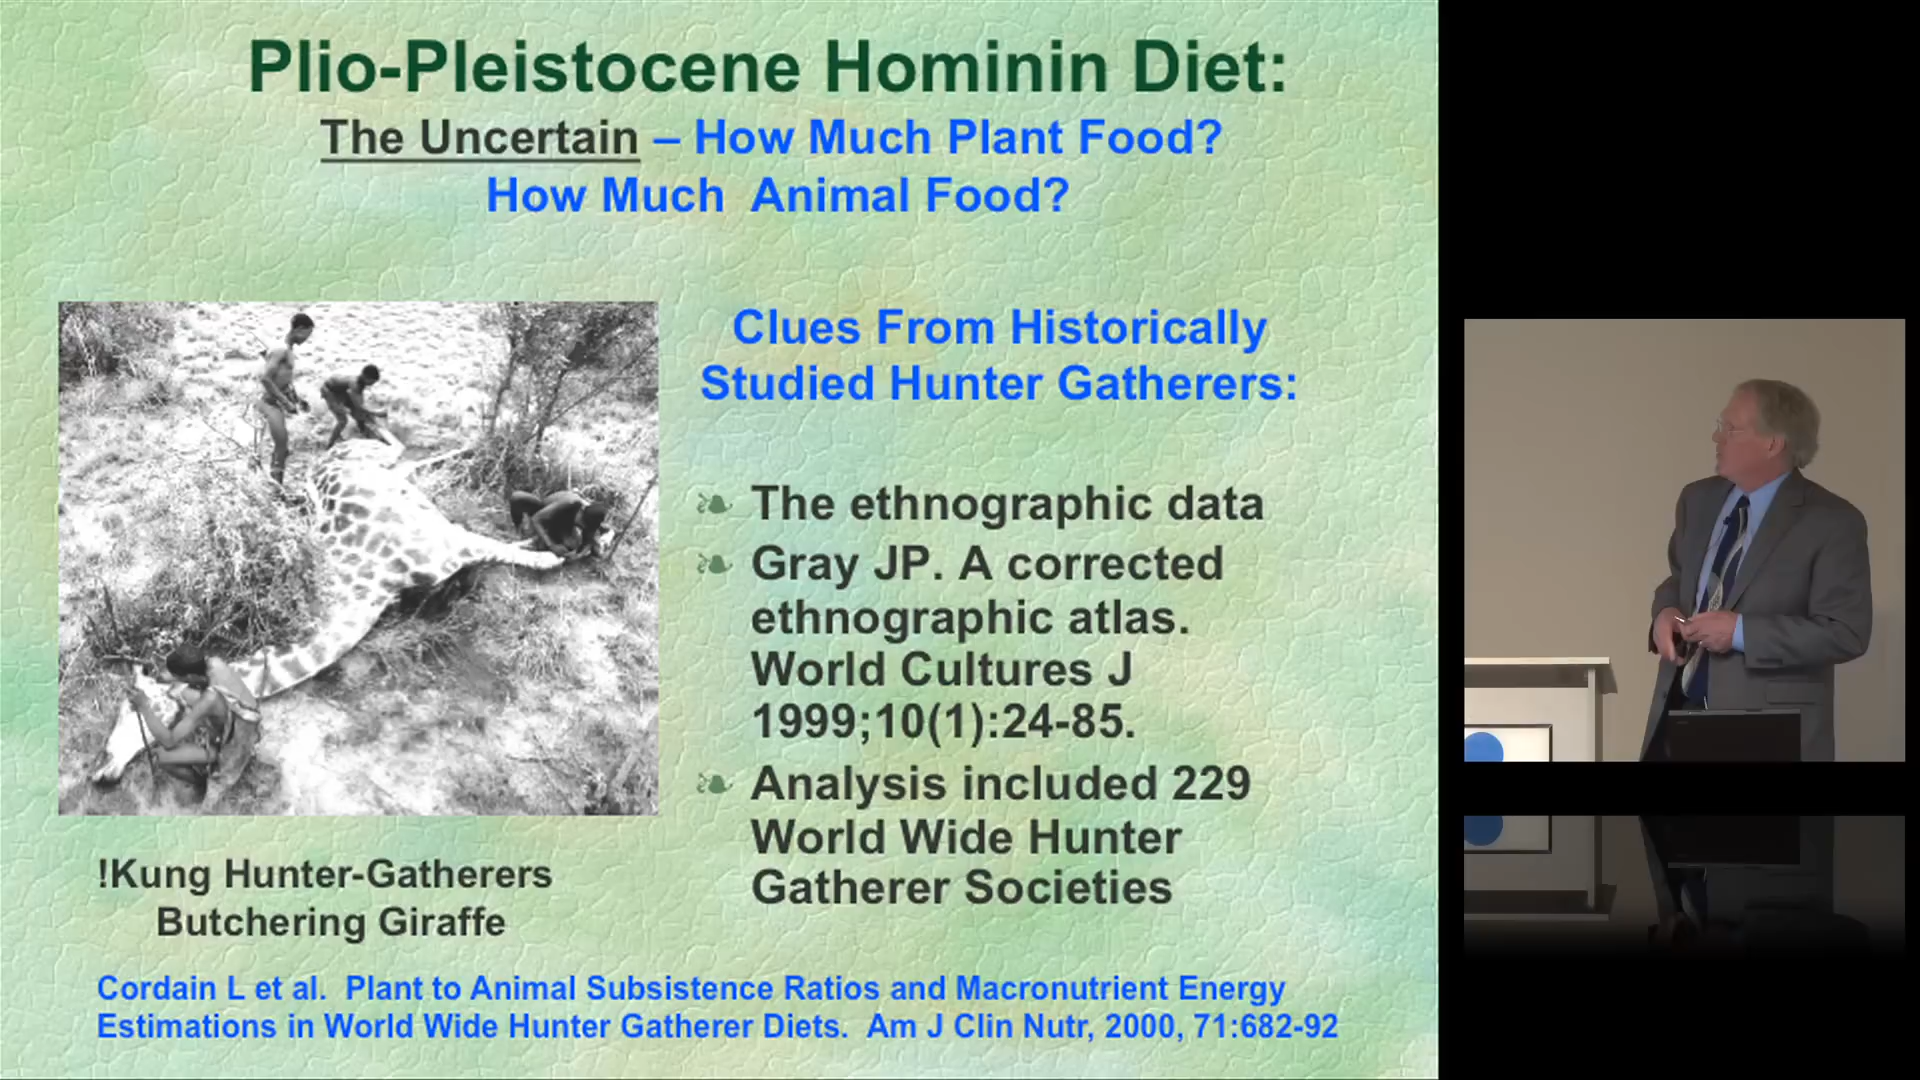 Plio-Pleistocene Hominin Diet:
The Uncertain – How Much Plant Food?
How Much Animal Food?
Clues From Historically
Studied Hunter Gatherers:
The ethnographic data
Gray JP. A corrected
ethnographic atlas.
World Cultures J
1999;10(1):24-85.
Analysis included 229
World Wide Hunter
Gatherer Societies
!Kung Hunter-Gatherers
Butchering Giraffe
Cordain L et al. Plant to Animal Subsistence Ratios and Macronutrient Energy
Estimations in World Wide Hunter Gatherer Diets. Am J Clin Nutr, 2000, 71:682-92